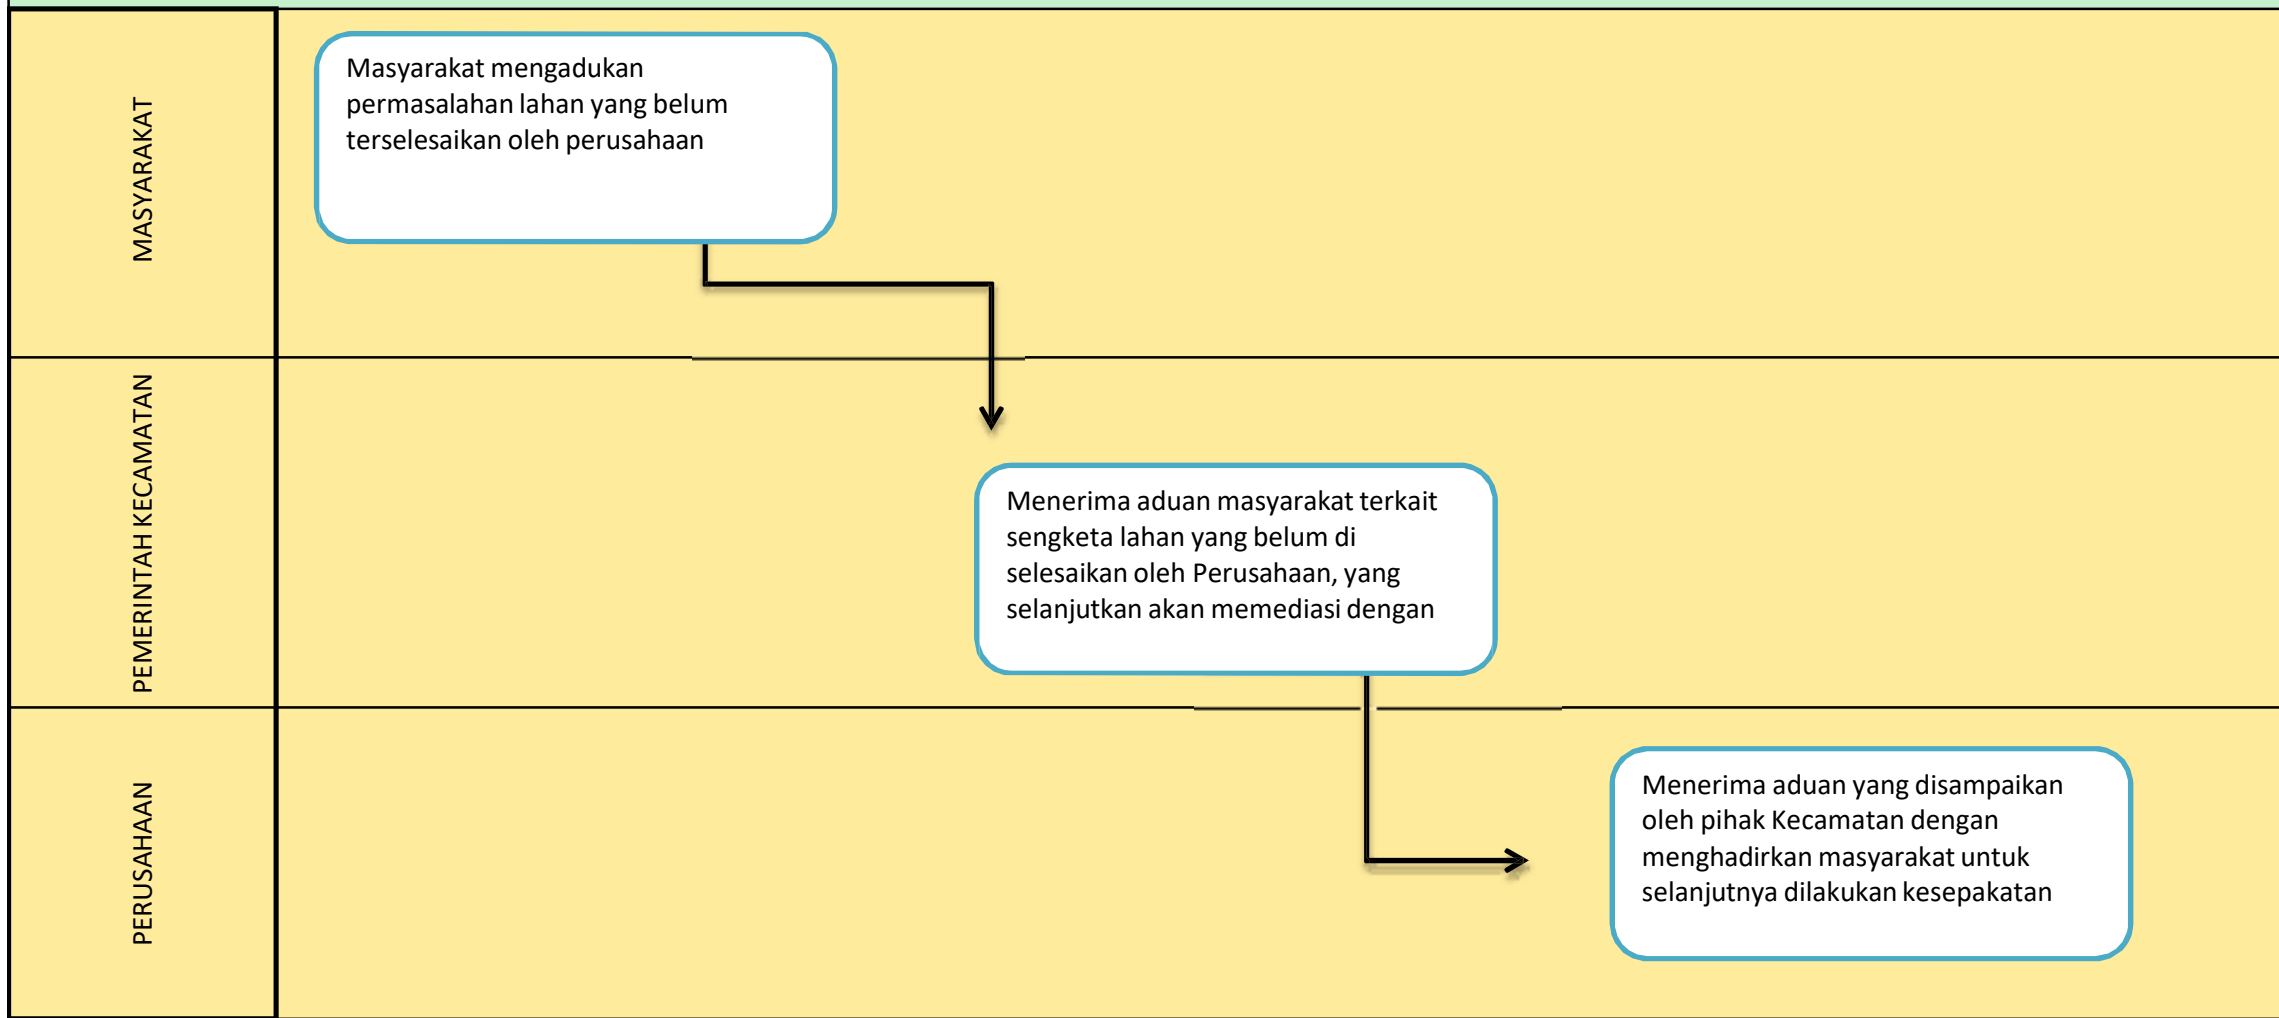 MASYARAKAT
Masyarakat mengadukan
permasalahan lahan yang belum
terselesaikan oleh perusahaan
PEMERINTAH KECAMATAN
Menerima aduan masyarakat terkait
sengketa lahan yang belum di
selesaikan oleh Perusahaan, yang
selanjutkan akan memediasi dengan
PERUSAHAAN
Menerima aduan yang disampaikan
oleh pihak Kecamatan dengan
menghadirkan masyarakat untuk
selanjutnya dilakukan kesepakatan